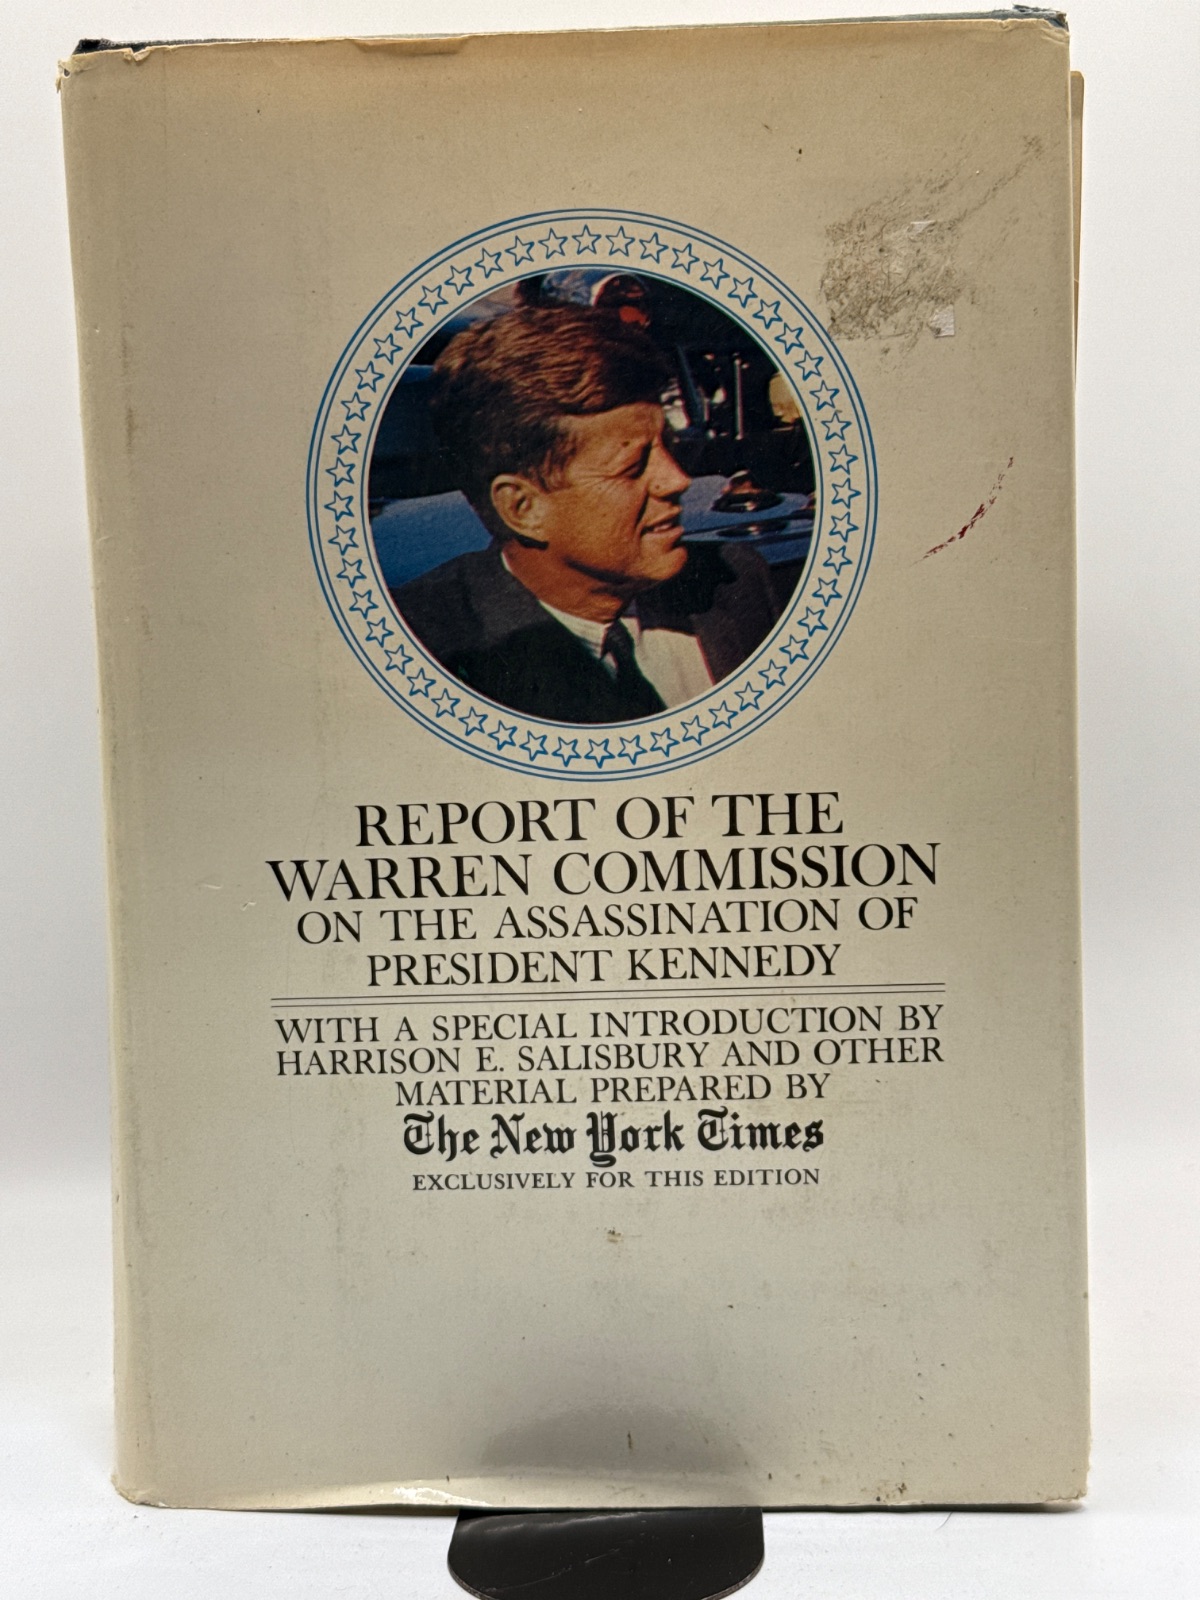 REPORT OF THE
WARREN COMMISSION
ON THE ASSASSINATION OF
PRESIDENT KENNEDY
WITH A SPECIAL INTRODUCTION BY
HARRISON E. SALISBURY AND OTHER
MATERIAL PREPARED BY
The New York Times
EXCLUSIVELY FOR THIS EDITION